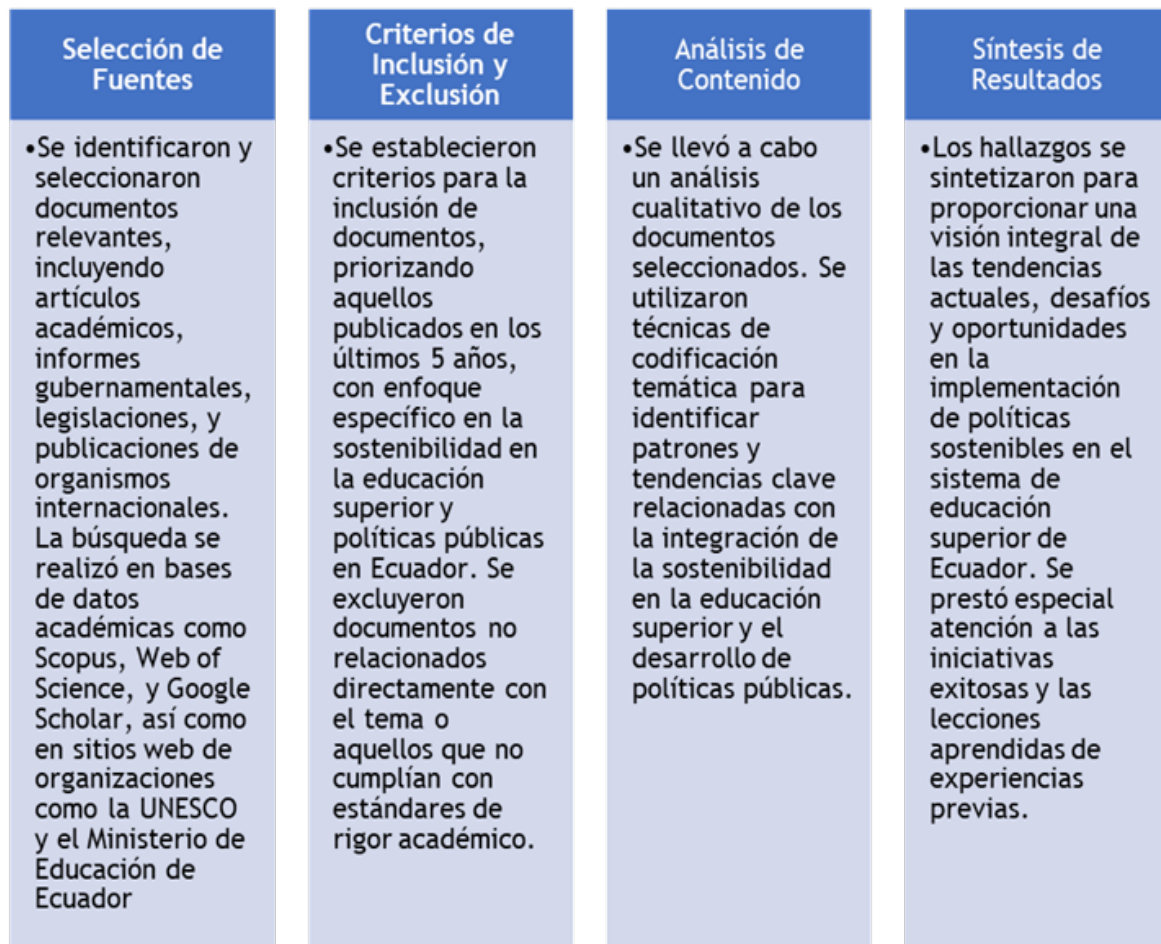 Selección de
Fuentes
•Se identificaron y
seleccionaron
documentos
relevantes,
incluyendo
artículos
académicos,
informes
gubernamentales,
legislaciones, y
publicaciones de
organismos
internacionales.
La búsqueda se
realizó en bases
de datos
académicas como
Scopus, Web of
Science, y Google
Scholar, así como
en sitios web de
organizaciones
como la UNESCO
y el Ministerio de
Educación de
Ecuador
Criterios de
Inclusión y
Exclusión
•Se establecieron
criterios para la
inclusión de
documentos,
priorizando
aquellos
publicados en los
últimos 5 años,
con enfoque
específico en la
sostenibilidad en
la educación
superior y
políticas públicas
en Ecuador. Se
excluyeron
documentos no
relacionados
directamente con
el tema o
aquellos que no
cumplían con
estándares de
rigor académico.
Análisis de
Contenido
•Se llevó a cabo
un análisis
cualitativo de los
documentos
seleccionados. Se
utilizaron
técnicas de
codificación
temática para
identificar
patrones y
tendencias clave
relacionadas con
la integración de
la sostenibilidad
en la educación
superior y el
desarrollo de
políticas públicas.
Síntesis de
Resultados
•Los hallazgos se
sintetizaron para
proporcionar una
visión integral de
las tendencias
actuales, desafíos
y oportunidades
en la
implementación
de políticas
sostenibles en el
sistema de
educación
superior de
Ecuador. Se
prestó especial
atención a las
iniciativas
exitosas y las
lecciones
aprendidas de
experiencias
previas.